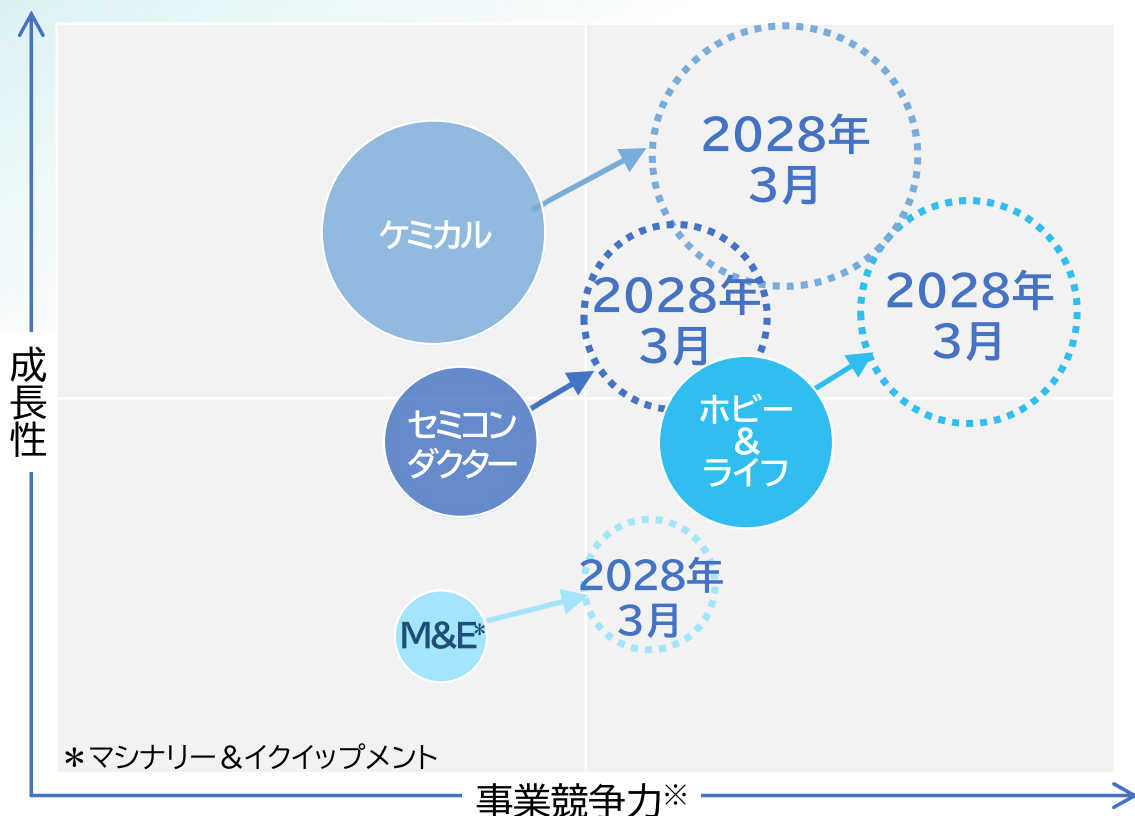 2028年
3月
ケミカル
2028年
3月
2028年
3月
成長性
セミコン
ダクター
ホビー
&
ライフ
2028年
3月
M&E*
＊マシナリー＆イクイップメント
事業競争力※